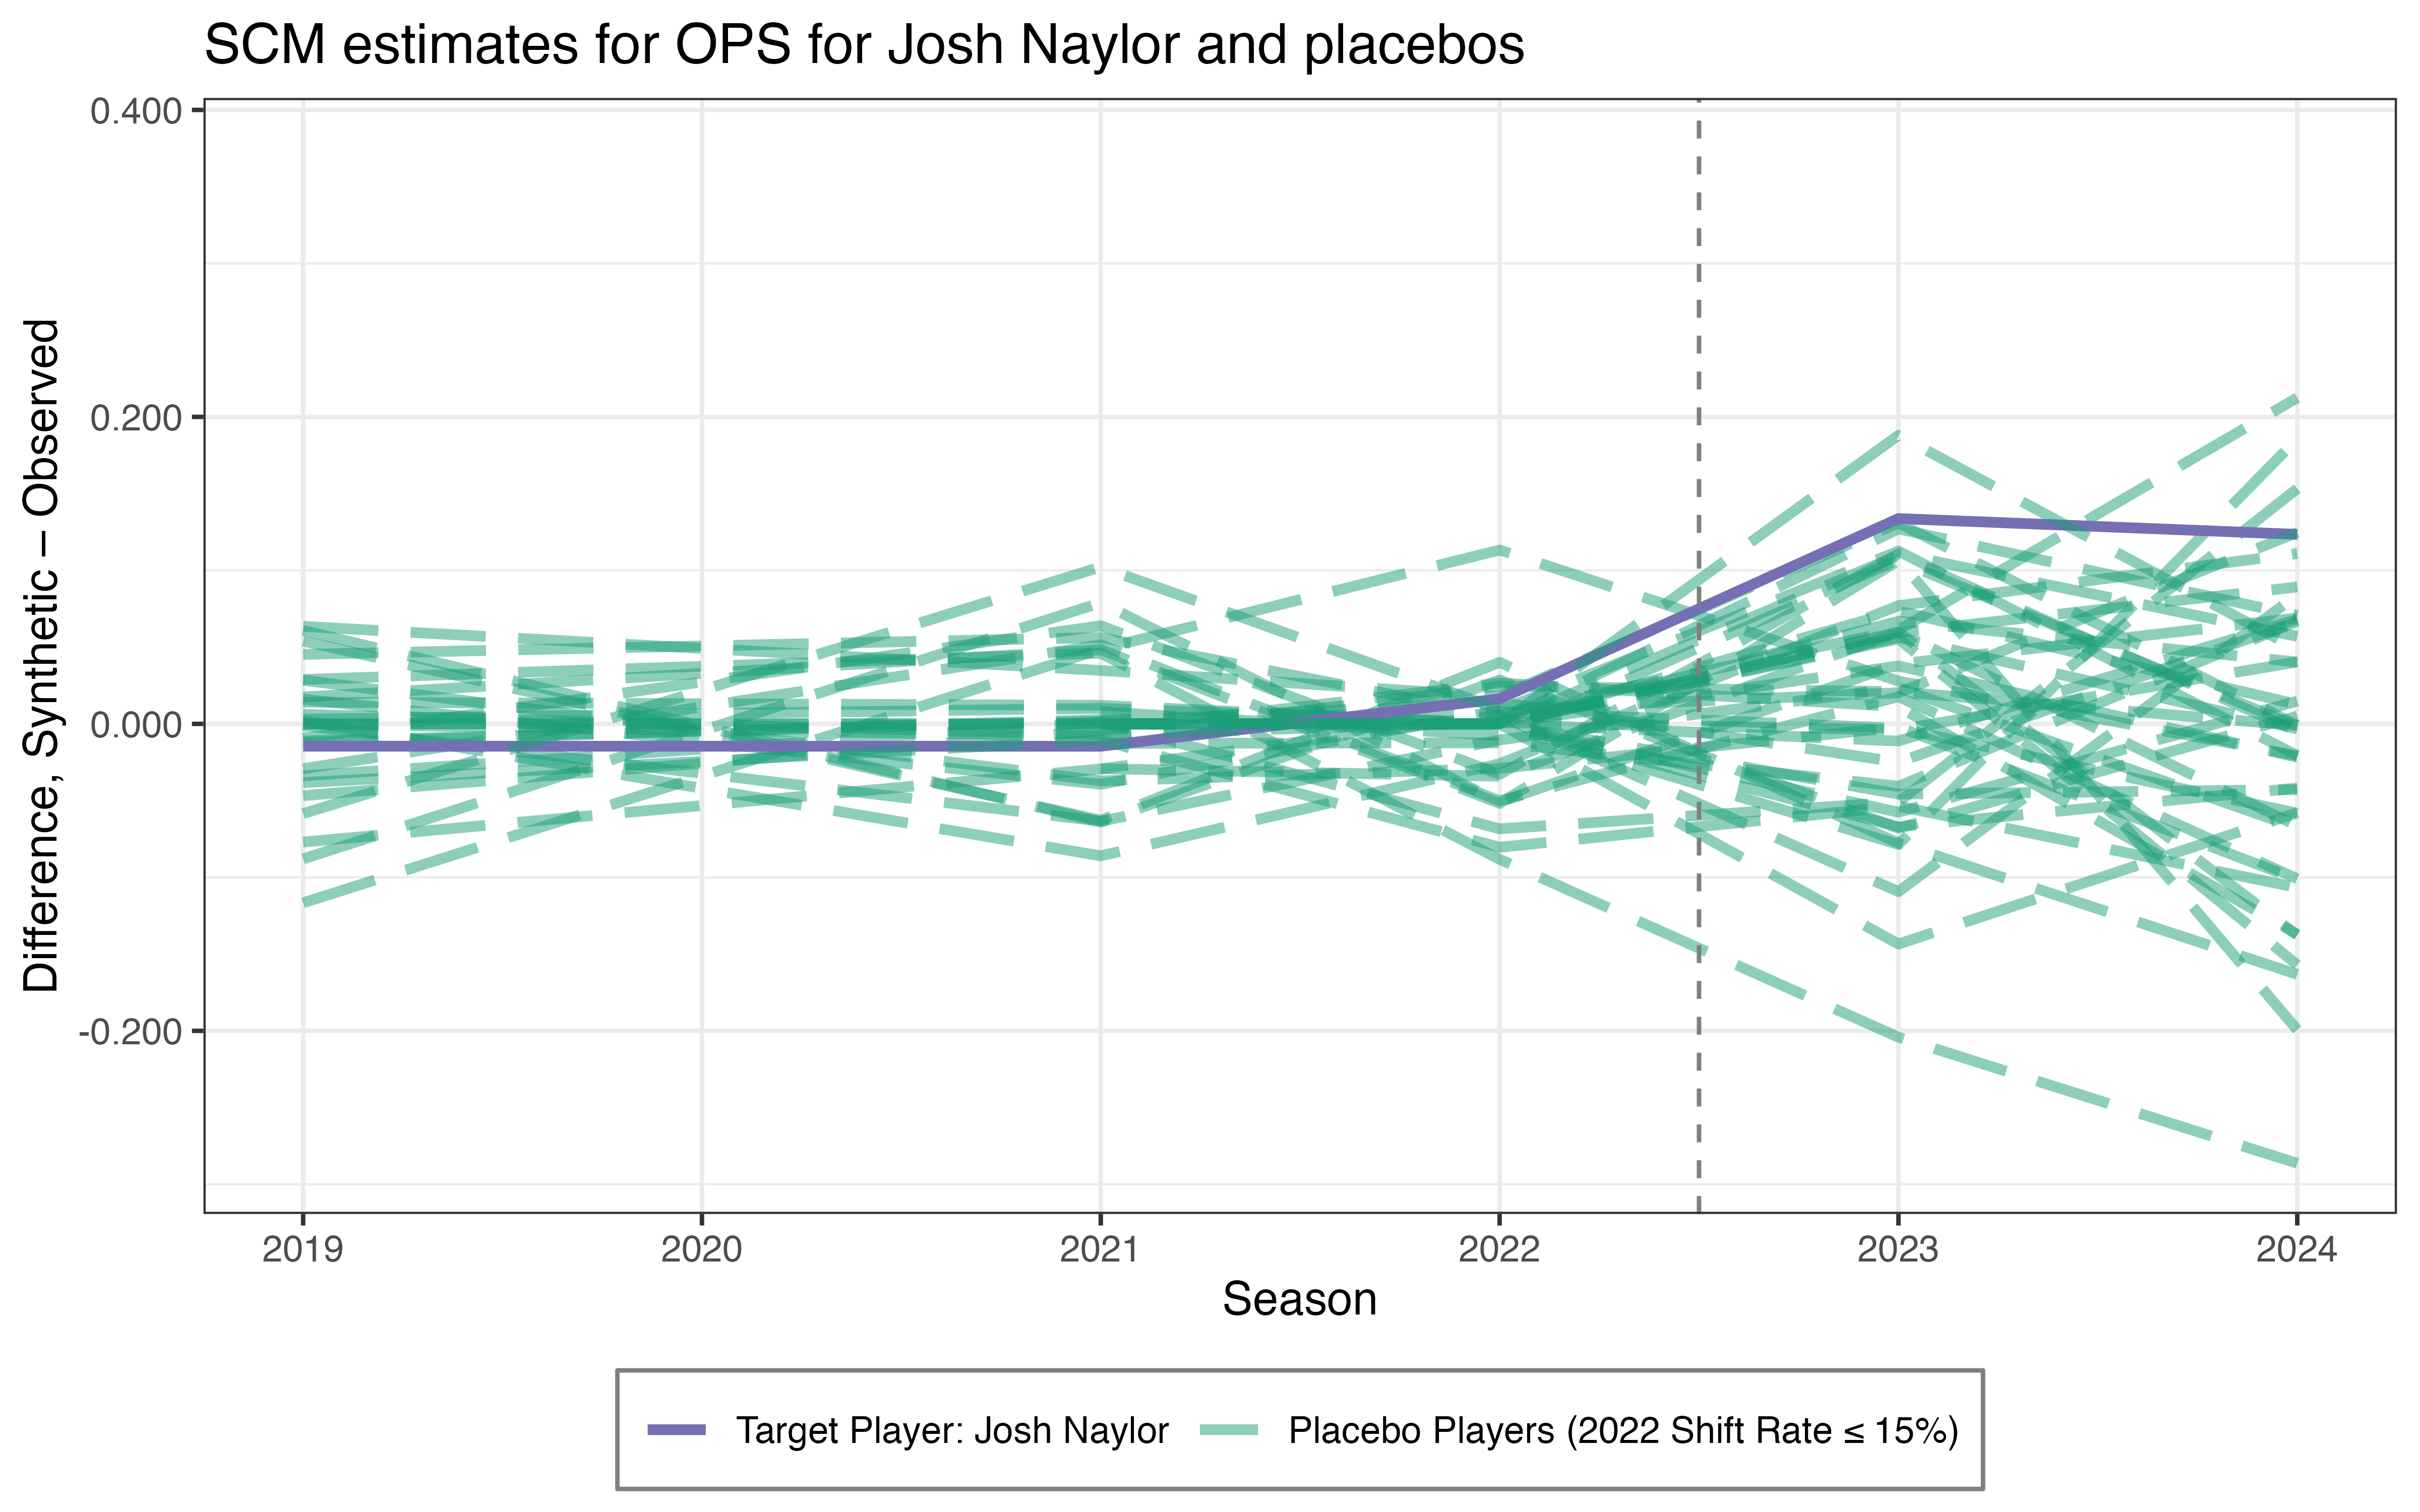 SCM estimates for OPS for Josh Naylor and placebos
Difference, Synthetic − Observed
0.400
0.200
0.000
-0.200
2019 2020 2021 2022 2023 2024
Season
Target Player: Josh Naylor Placebo Players (2022 Shift Rate ≤ 15%)